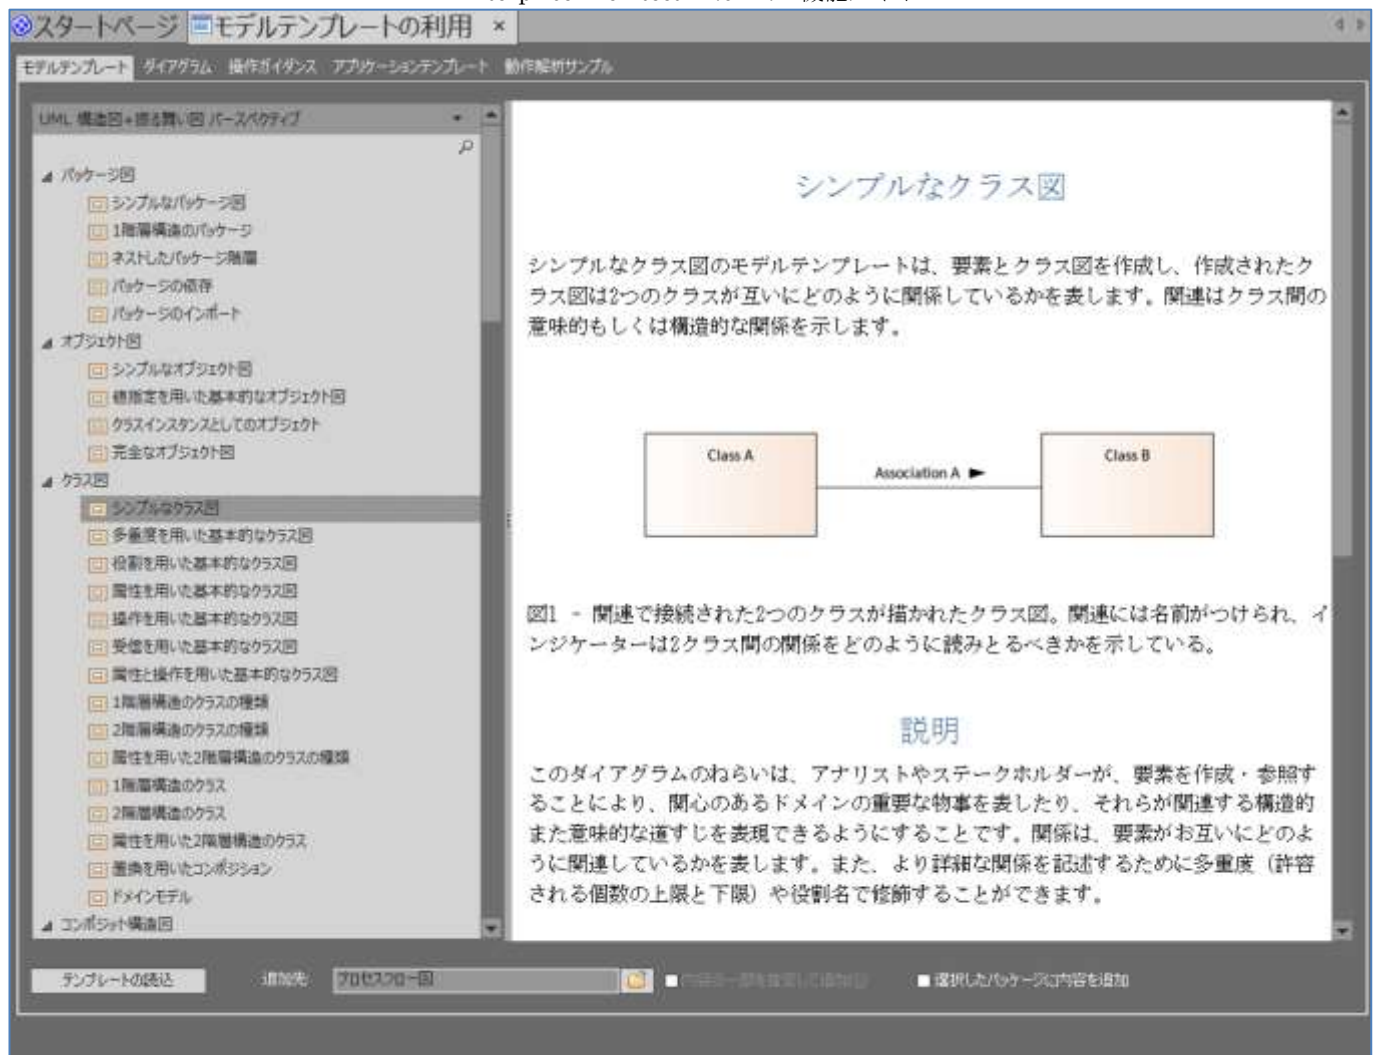 スタートページ モデルテンプレートの利用 ×
モデルテンプレート ダイアグラム 操作ガイダンス アプリケーションテンプレート 動作解析サンプル
UML 構造図+振る舞い図 パースペクティブ
パッケージ図
シンプルなパッケージ図
1階層構造のパッケージ
ネストしたパッケージ階層
パッケージの依存
パッケージのインポート
オブジェクト図
シンプルなオブジェクト図
値指定を用いた基本的なオブジェクト図
クラスインスタンスとしてのオブジェクト
完全なオブジェクト図
クラス図
シンプルなクラス図
多重度を用いた基本的なクラス図
役割を用いた基本的なクラス図
属性を用いた基本的なクラス図
操作を用いた基本的なクラス図
受信を用いた基本的なクラス図
属性と操作を用いた基本的なクラス図
1階層構造のクラスの種類
2階層構造のクラスの種類
属性を用いた2階層構造のクラスの種類
1階層構造のクラス
2階層構造のクラス
属性を用いた2階層構造のクラス
置換を用いたコンポジション
ドメインモデル
コンポジット構造図
シンプルなクラス図
シンプルなクラス図のモデルテンプレートは、要素とクラス図を作成し、作成されたク
ラス図は2つのクラスが互いにどのように関係しているかを表します。関連はクラス間の
意味的もしくは構造的な関係を示します。
Class A
Association A ►
Class B
図1 - 関連で接続された2つのクラスが描かれたクラス図。関連には名前がつけられ、イ
ンジケーターは2クラス間の関係をどのように読みとるべきかを示している。
説明
このダイアグラムのねらいは、アナリストやステークホルダーが、要素を作成・参照す
ることにより、関心のあるドメインの重要な物事を表したり、それらが関連する構造的
また意味的な道すじを表現できるようにすることです。関係は、要素がお互いにどのよ
うに関連しているかを表します。また、より詳細な関係を記述するために多重度（許容
される個数の上限と下限）や役割名で修飾することができます。
テンプレートの読込 追加先 プロセスフロー図 選択したパッケージに内容を追加